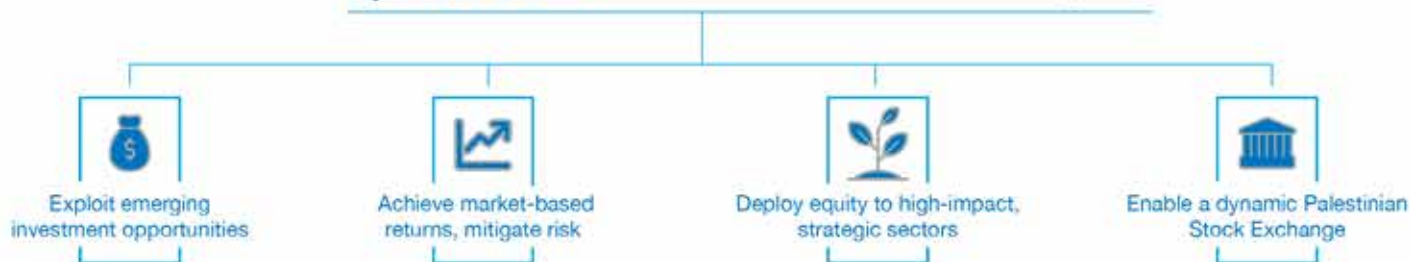 Exploit emerging
investment opportunities
Achieve market-based
returns, mitigate risk
Deploy equity to high-impact,
strategic sectors
Enable a dynamic Palestinian
Stock Exchange